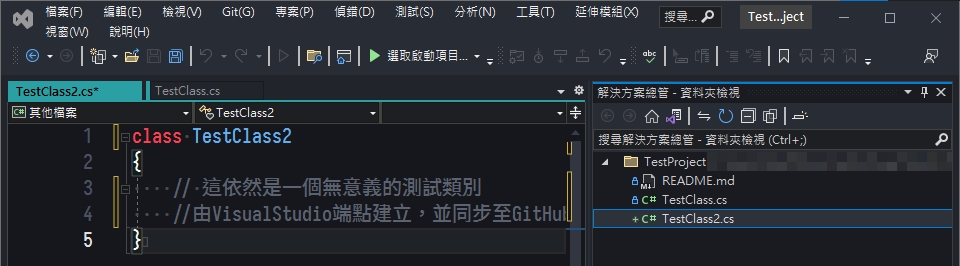 檔案(F) 編輯(E) 檢視(V) Git(G) 專案(P) 偵錯(D) 測試(S) 分析(N) 工具(T) 延伸模組(X) 搜尋... Test...ject
視窗(W) 說明(H)
選取啟動項目... abc
TestClass2.cs* TestClass.cs
C# 其他檔案 TestClass2
1 class TestClass2
2 {
3 // 這依然是一個無意義的測試類別
4 //由VisualStudio端點建立，並同步至GitHub
5 }
解決方案總管 - 資料夾檢視
搜尋解決方案總管 - 資料夾檢視 (Ctrl+;)
TestProject
M↓ README.md
C# TestClass.cs
+ C# TestClass2.cs